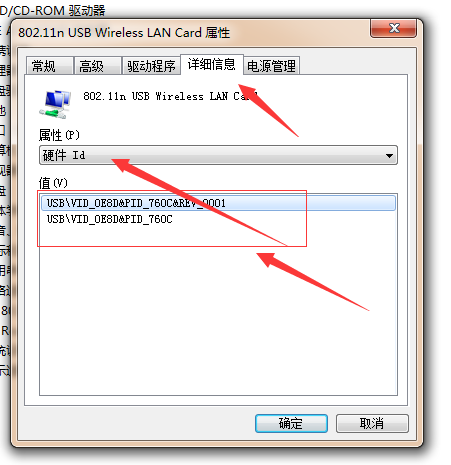 D/CD-ROM 驱动器
802.11n USB Wireless LAN Card 属性
常规
高级
驱动程序
详细信息
电源管理
802.11n USB Wireless LAN Card
属性(P)
硬件 Id
值(V)
USB\VID_0E8D&PID_760C&REV_0001
USB\VID_0E8D&PID_760C
确定
取消